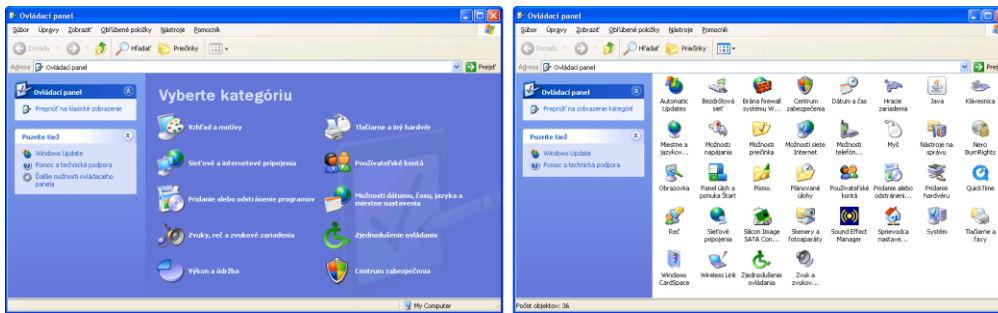 Ovládací panel
Súbor Úpravy Zobraziť Obľúbené položky Nástroje Pomocník
Dozadu Hľadať Priečinky
Adresa Ovládací panel Prejsť
Ovládací panel
Prepnúť na klasické zobrazenie
Pozrite tiež
Windows Update
Pomoc a technická podpora
Ďalšie možnosti ovládacieho
panela
Vyberte kategóriu
Vzhľad a motívy
Tlačiarne a iný hardvér
Sieťové a internetové pripojenia
Používateľské kontá
Pridanie alebo odstránenie programov
Možnosti dátumu, času, jazyka a
miestne nastavenia
Zvuky, reč a zvukové zariadenia
Zjednodušenie ovládania
Výkon a údržba
Centrum zabezpečenia
My Computer
Ovládací panel
Súbor Úpravy Zobraziť Obľúbené položky Nástroje Pomocník
Dozadu Hľadať Priečinky
Adresa Ovládací panel
Ovládací panel
Prepnúť na zobrazenie kategórií
Pozrite tiež
Windows Update
Pomoc a technická podpora
Automatic
Updates
Bezdrôtová
sieť
Brána firewall
systému W...
Centrum
zabezpečenia
Dátum a čas
Hracie
zariadenia
Java
Klávesnica
Miestne a
jazykov...
Možnosti
napájania
Možnosti
priečinka
Možnosti siete
Internet
Možnosti
telefón...
Myš
Nástroje na
správu
Nero
BurnRights
Obrazovka
Panel úloh a
ponuka Štart
Písmo
Plánované
úlohy
Používateľské
kontá
Pridanie alebo
odstráneni...
Pridanie
hardvéru
QuickTime
Reč
Sieťové
pripojenia
Silicon Image
SATA Con...
Skenery a
fotoaparáty
Sound Effect
Manager
Sprievodca
nastave...
Systém
Tlačiarne a
faxy
Windows
CardSpace
Wireless Link
Zjednodušenie
ovládania
Zvuk a
zvukov...
Počet objektov: 36